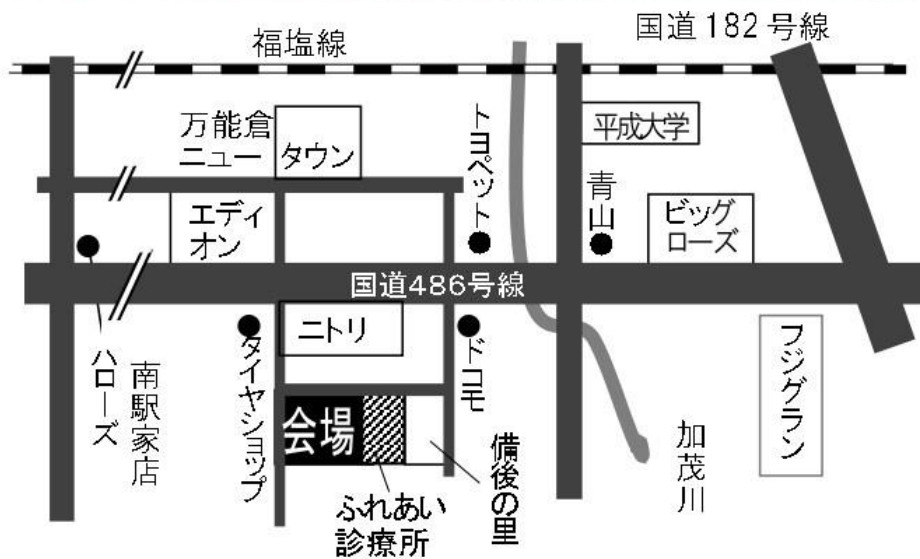 国道182号線
福塩線
万能倉
ニュー
タウン
トヨペット
平成大学
青山
エディ
オン
ビッグ
ローズ
国道486号線
ハローズ
南駅家店
タイヤショップ
ニトリ
ドコモ
フジグラン
会場
備後の里
加茂川
ふれあい
診療所